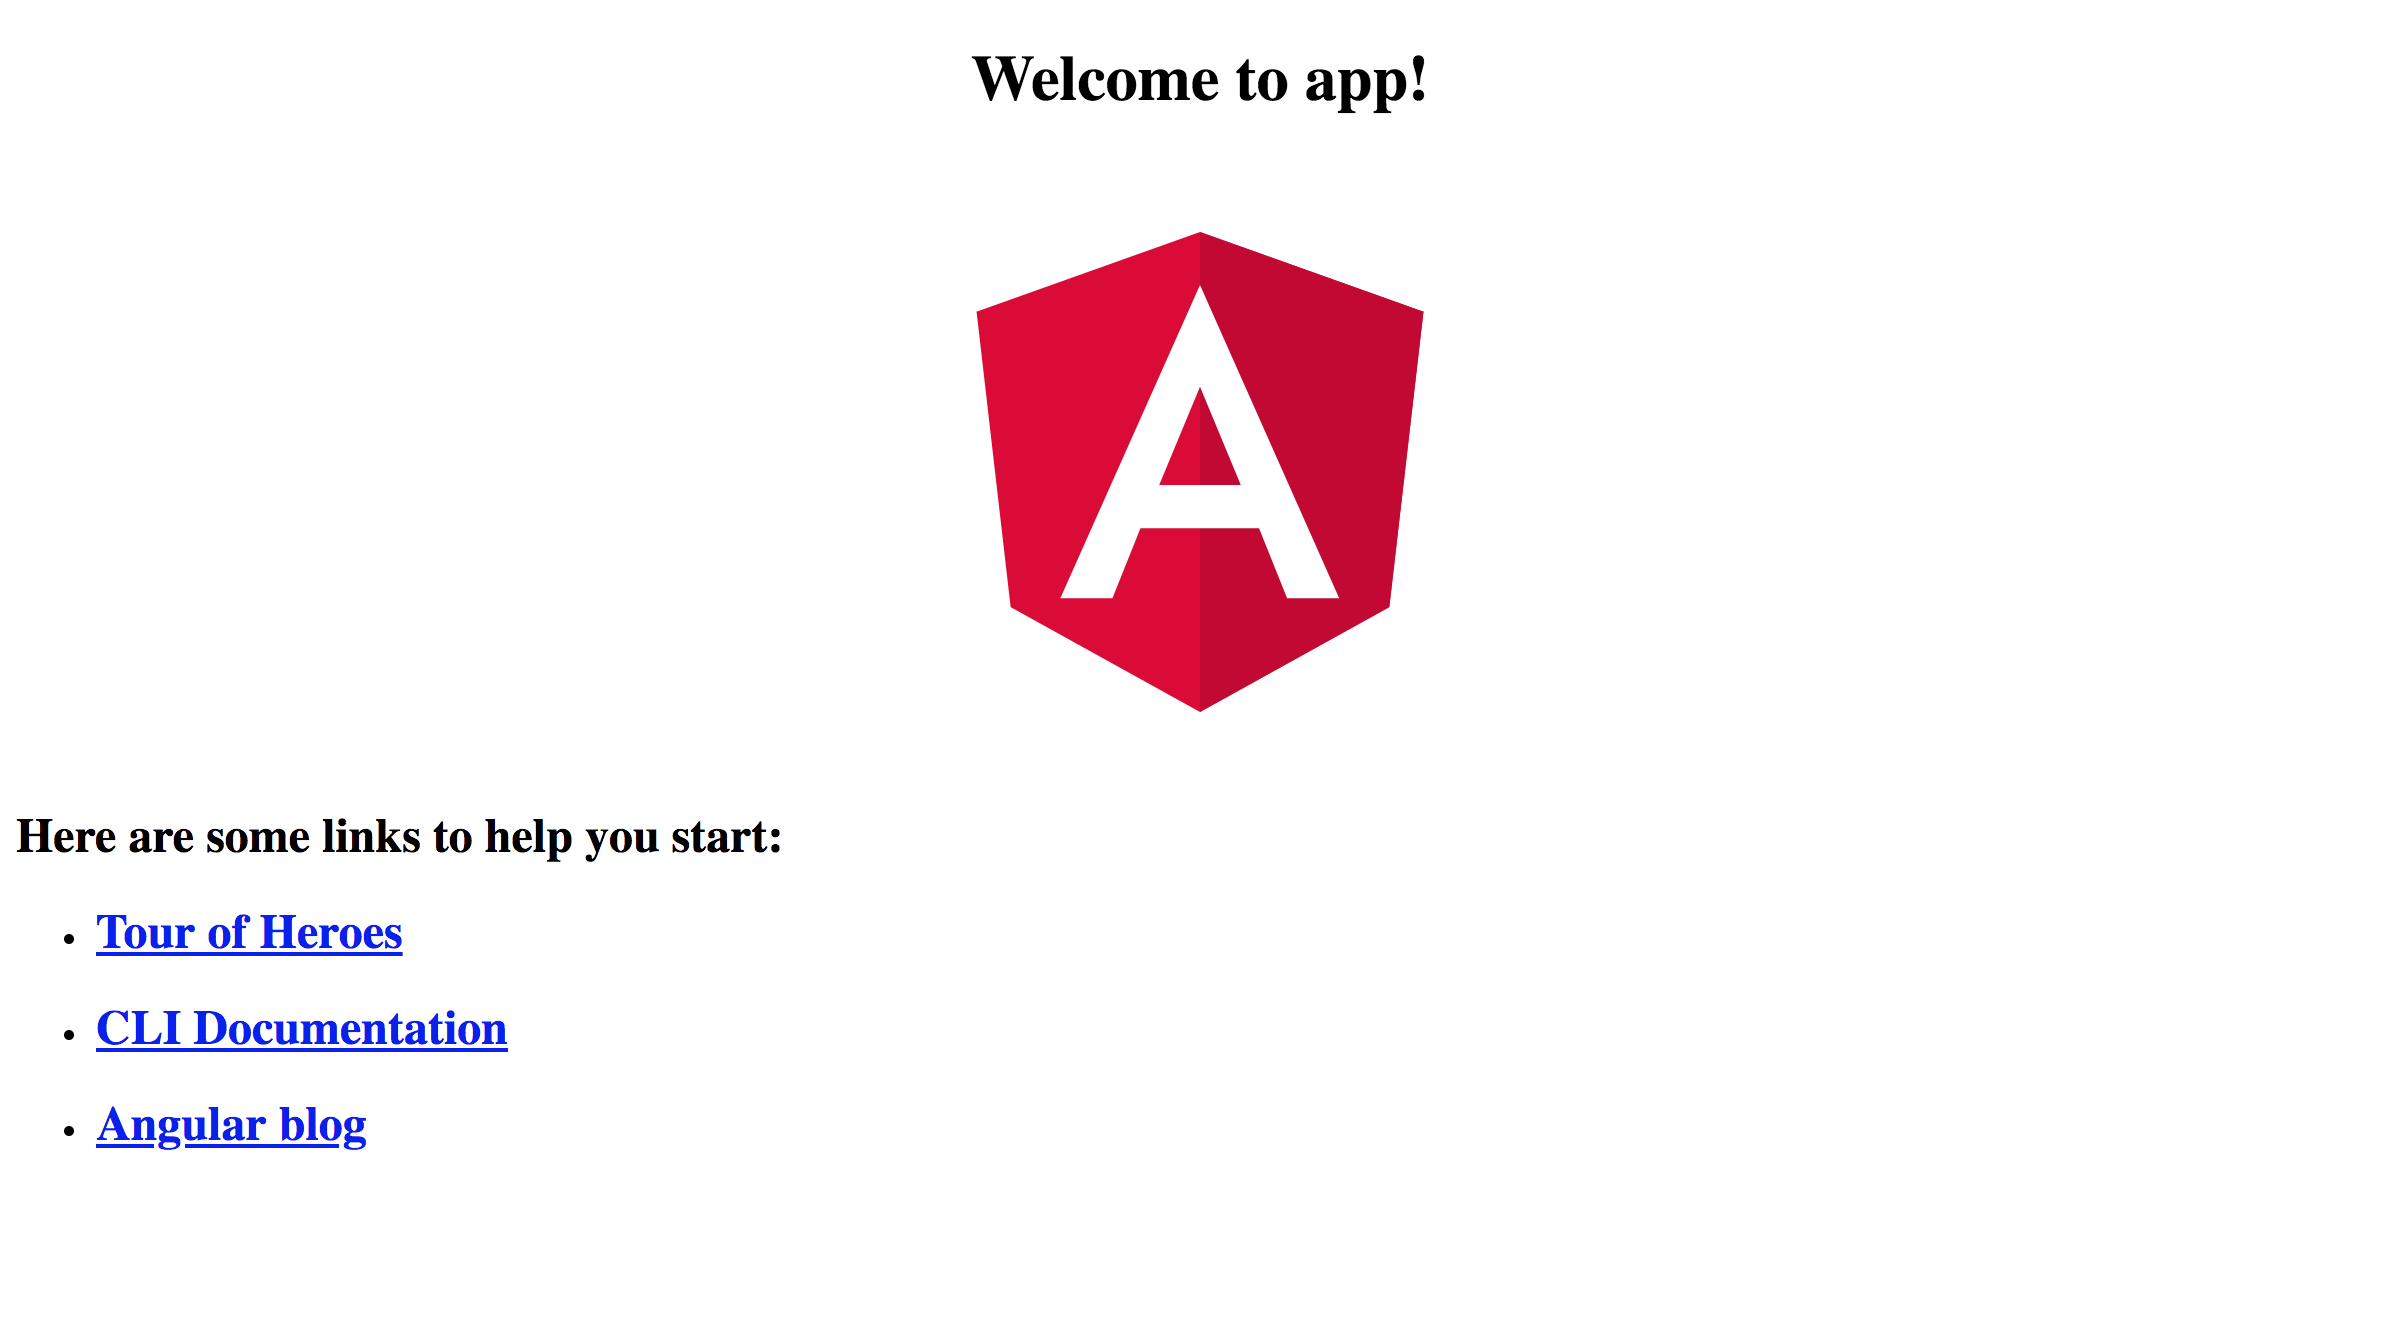 Welcome to app!
A
Here are some links to help you start:
Tour of Heroes
CLI Documentation
Angular blog